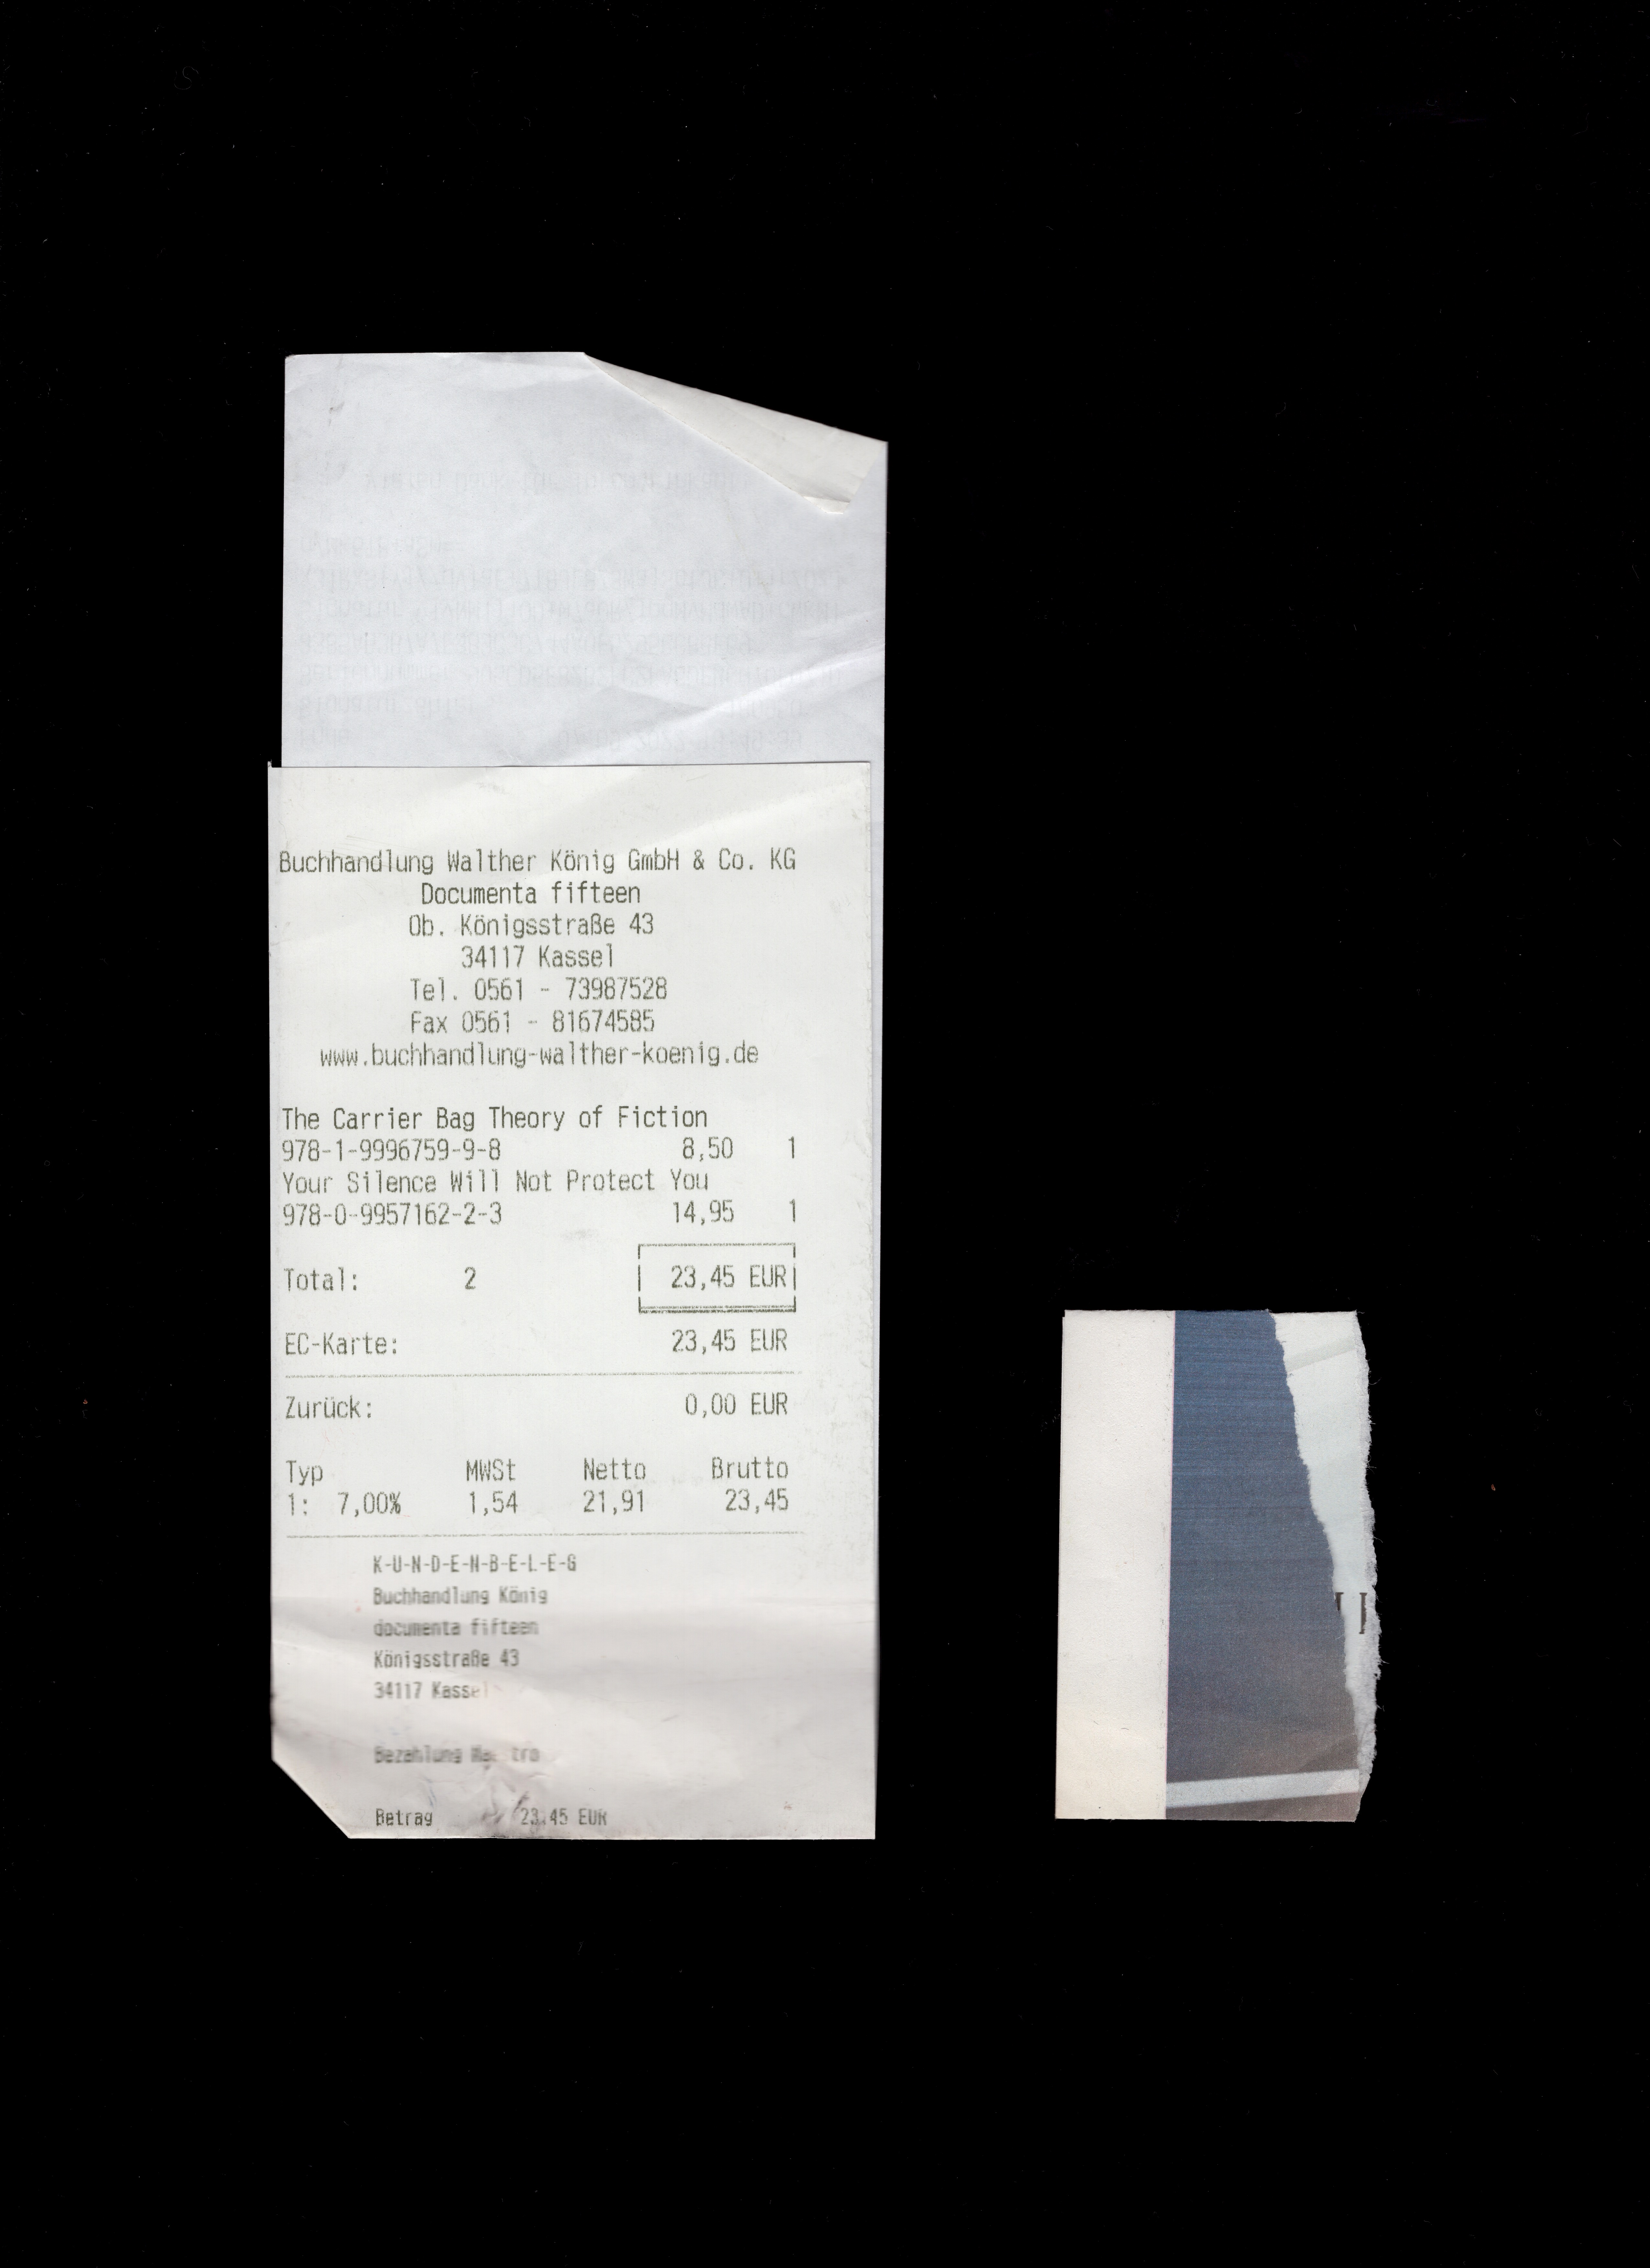 Buchhandlung Walther König GmbH & Co. KG
Documenta fifteen
Ob. Königsstraße 43
34117 Kassel
Tel. 0561 - 73987528
Fax 0561 - 81674585
www.buchhandlung-walther-koenig.de
The Carrier Bag Theory of Fiction
978-1-9996759-9-8 8,50 1
Your Silence Will Not Protect You
978-0-9957162-2-3 14,95 1
Total: 2 23,45 EUR
EC-Karte: 23,45 EUR
Zurück: 0,00 EUR
Typ MWSt Netto Brutto
1: 7,00% 1,54 21,91 23,45
K-U-N-D-E-N-B-E-L-E-G
Buchhandlung König
documenta fifteen
Königsstraße 43
34117 Kassel
Bezahlung
Betrag 23,45 EUR